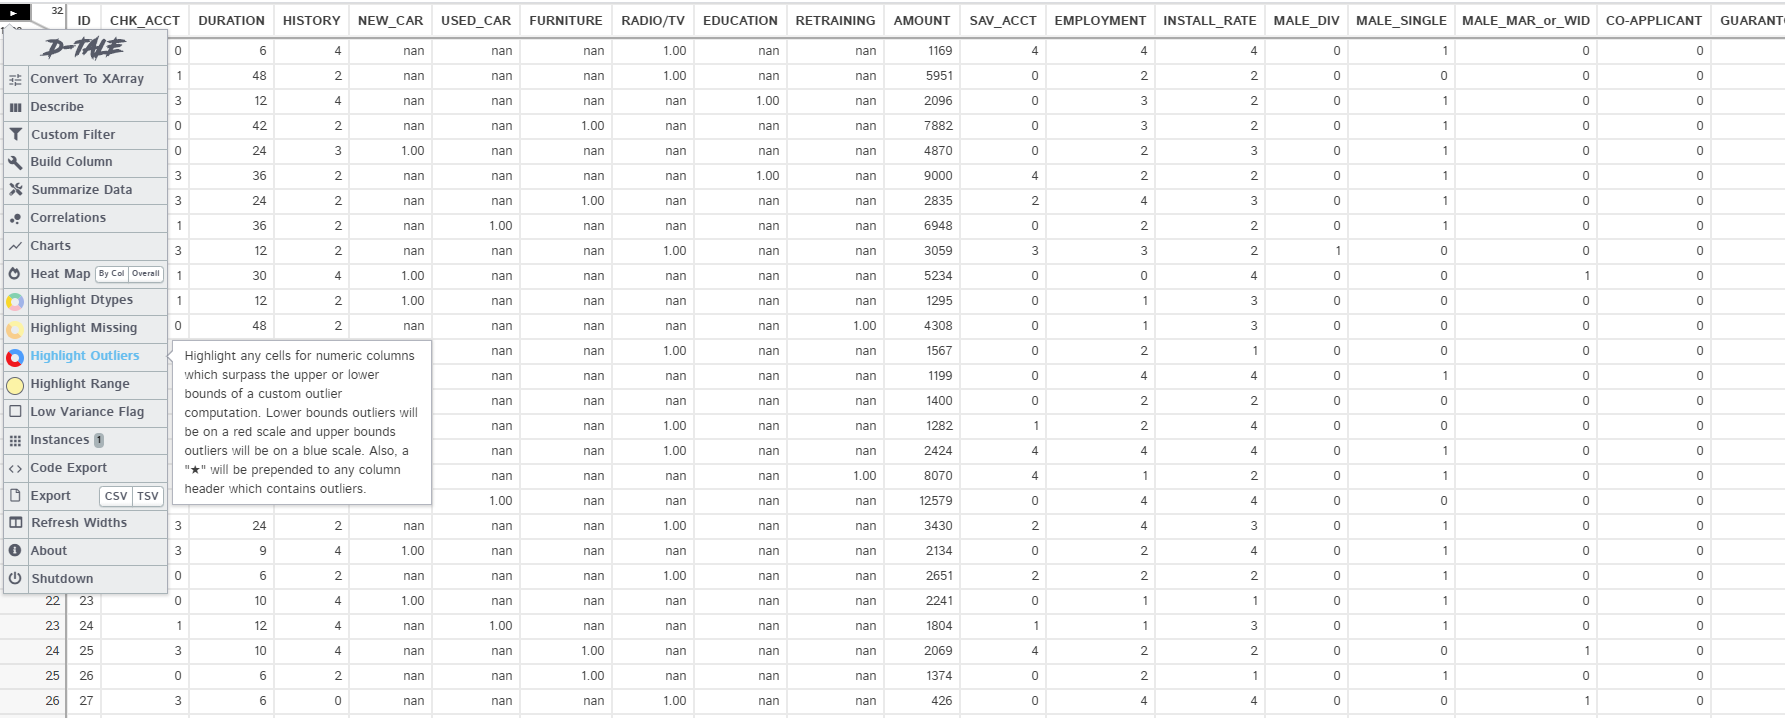 32
ID CHK_ACCT DURATION HISTORY NEW_CAR USED_CAR FURNITURE RADIO/TV EDUCATION RETRAINING AMOUNT SAV_ACCT EMPLOYMENT INSTALL_RATE MALE_DIV MALE_SINGLE MALE_MAR_or_WID CO-APPLICANT
D-TALE
Convert To XArray
Describe
Custom Filter
Build Column
Summarize Data
Correlations
Charts
Heat Map By Col Overall
Highlight Dtypes
Highlight Missing
Highlight Outliers
Highlight Range
Low Variance Flag
Instances 1
Code Export
Export CSV TSV
Refresh Widths
About
Shutdown
Highlight any cells for numeric columns
which surpass the upper or lower
bounds of a custom outlier
computation. Lower bounds outliers will
be on a red scale and upper bounds
outliers will be on a blue scale. Also, a
"★" will be prepended to any column
header which contains outliers.
0 6 4 nan nan nan 1.00 nan nan 1169 4 4 4 0 1 0 0
1 48 2 nan nan nan 1.00 nan nan 5951 0 2 2 0 0 0 0
3 12 4 nan nan nan nan 1.00 nan 2096 0 3 2 0 1 0 0
0 42 2 nan nan 1.00 nan nan nan 7882 0 3 2 0 1 0 0
0 24 3 1.00 nan nan nan nan nan 4870 0 2 3 0 1 0 0
3 36 2 nan nan nan nan 1.00 nan 9000 4 2 2 0 1 0 0
3 24 2 nan nan 1.00 nan nan nan 2835 2 4 3 0 1 0 0
1 36 2 nan 1.00 nan nan nan nan 6948 0 2 2 0 1 0 0
3 12 2 nan nan nan 1.00 nan nan 3059 3 3 2 1 0 0 0
1 30 4 1.00 nan nan nan nan nan 5234 0 0 4 0 0 1 0
1 12 2 1.00 nan nan nan nan nan 1295 0 1 3 0 0 0 0
0 48 2 nan nan nan nan nan 1.00 4308 0 1 3 0 0 0 0
nan nan 1.00 nan nan 1567 0 2 1 0 0 0 0
nan nan nan nan nan 1199 0 4 4 0 1 0 0
nan nan nan nan nan 1400 0 2 2 0 0 0 0
nan nan 1.00 nan nan 1282 1 2 4 0 0 0 0
nan nan 1.00 nan nan 2424 4 4 4 0 1 0 0
nan nan nan nan 1.00 8070 4 1 2 0 1 0 0
1.00 nan nan nan nan 12579 0 4 4 0 0 0 0
3 24 2 nan nan nan 1.00 nan nan 3430 2 4 3 0 1 0 0
3 9 4 1.00 nan nan nan nan nan 2134 0 2 4 0 1 0 0
0 6 2 nan nan nan 1.00 nan nan 2651 2 2 2 0 1 0 0
22 23 0 10 4 1.00 nan nan nan nan nan 2241 0 1 1 0 1 0 0
23 24 1 12 4 nan 1.00 nan nan nan nan 1804 1 1 3 0 1 0 0
24 25 3 10 4 nan nan 1.00 nan nan nan 2069 4 2 2 0 0 1 0
25 26 0 6 2 nan nan 1.00 nan nan nan 1374 0 2 1 0 1 0 0
26 27 3 6 0 nan nan nan 1.00 nan nan 426 0 4 4 0 0 1 0